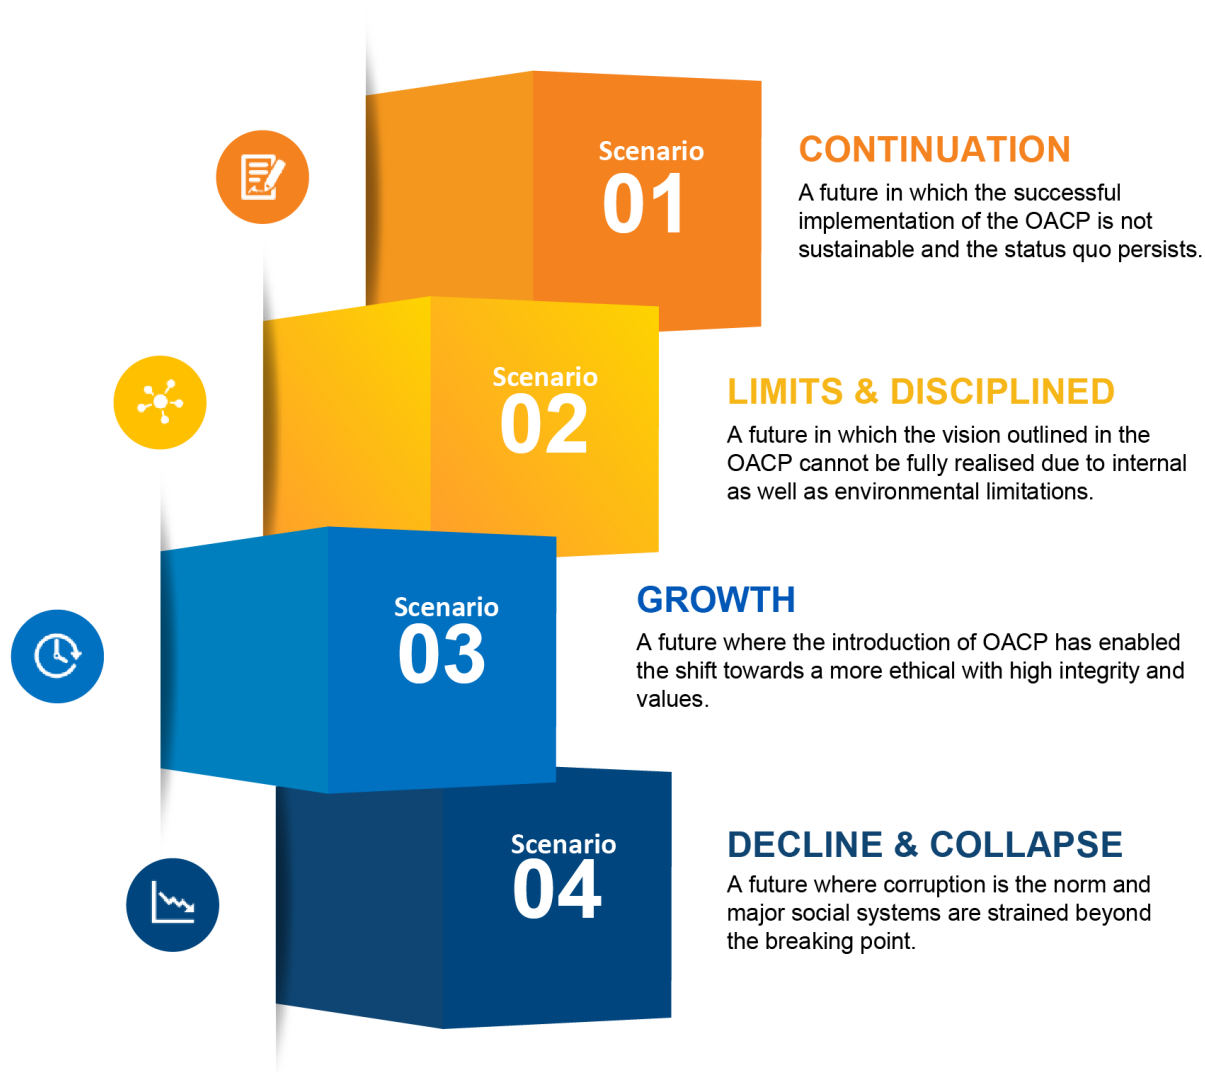 Scenario
01
CONTINUATION
A future in which the successful
implementation of the OACP is not
sustainable and the status quo persists.
Scenario
02
LIMITS & DISCIPLINED
A future in which the vision outlined in the
OACP cannot be fully realised due to internal
as well as environmental limitations.
Scenario
03
GROWTH
A future where the introduction of OACP has enabled
the shift towards a more ethical with high integrity and
values.
Scenario
04
DECLINE & COLLAPSE
A future where corruption is the norm and
major social systems are strained beyond
the breaking point.